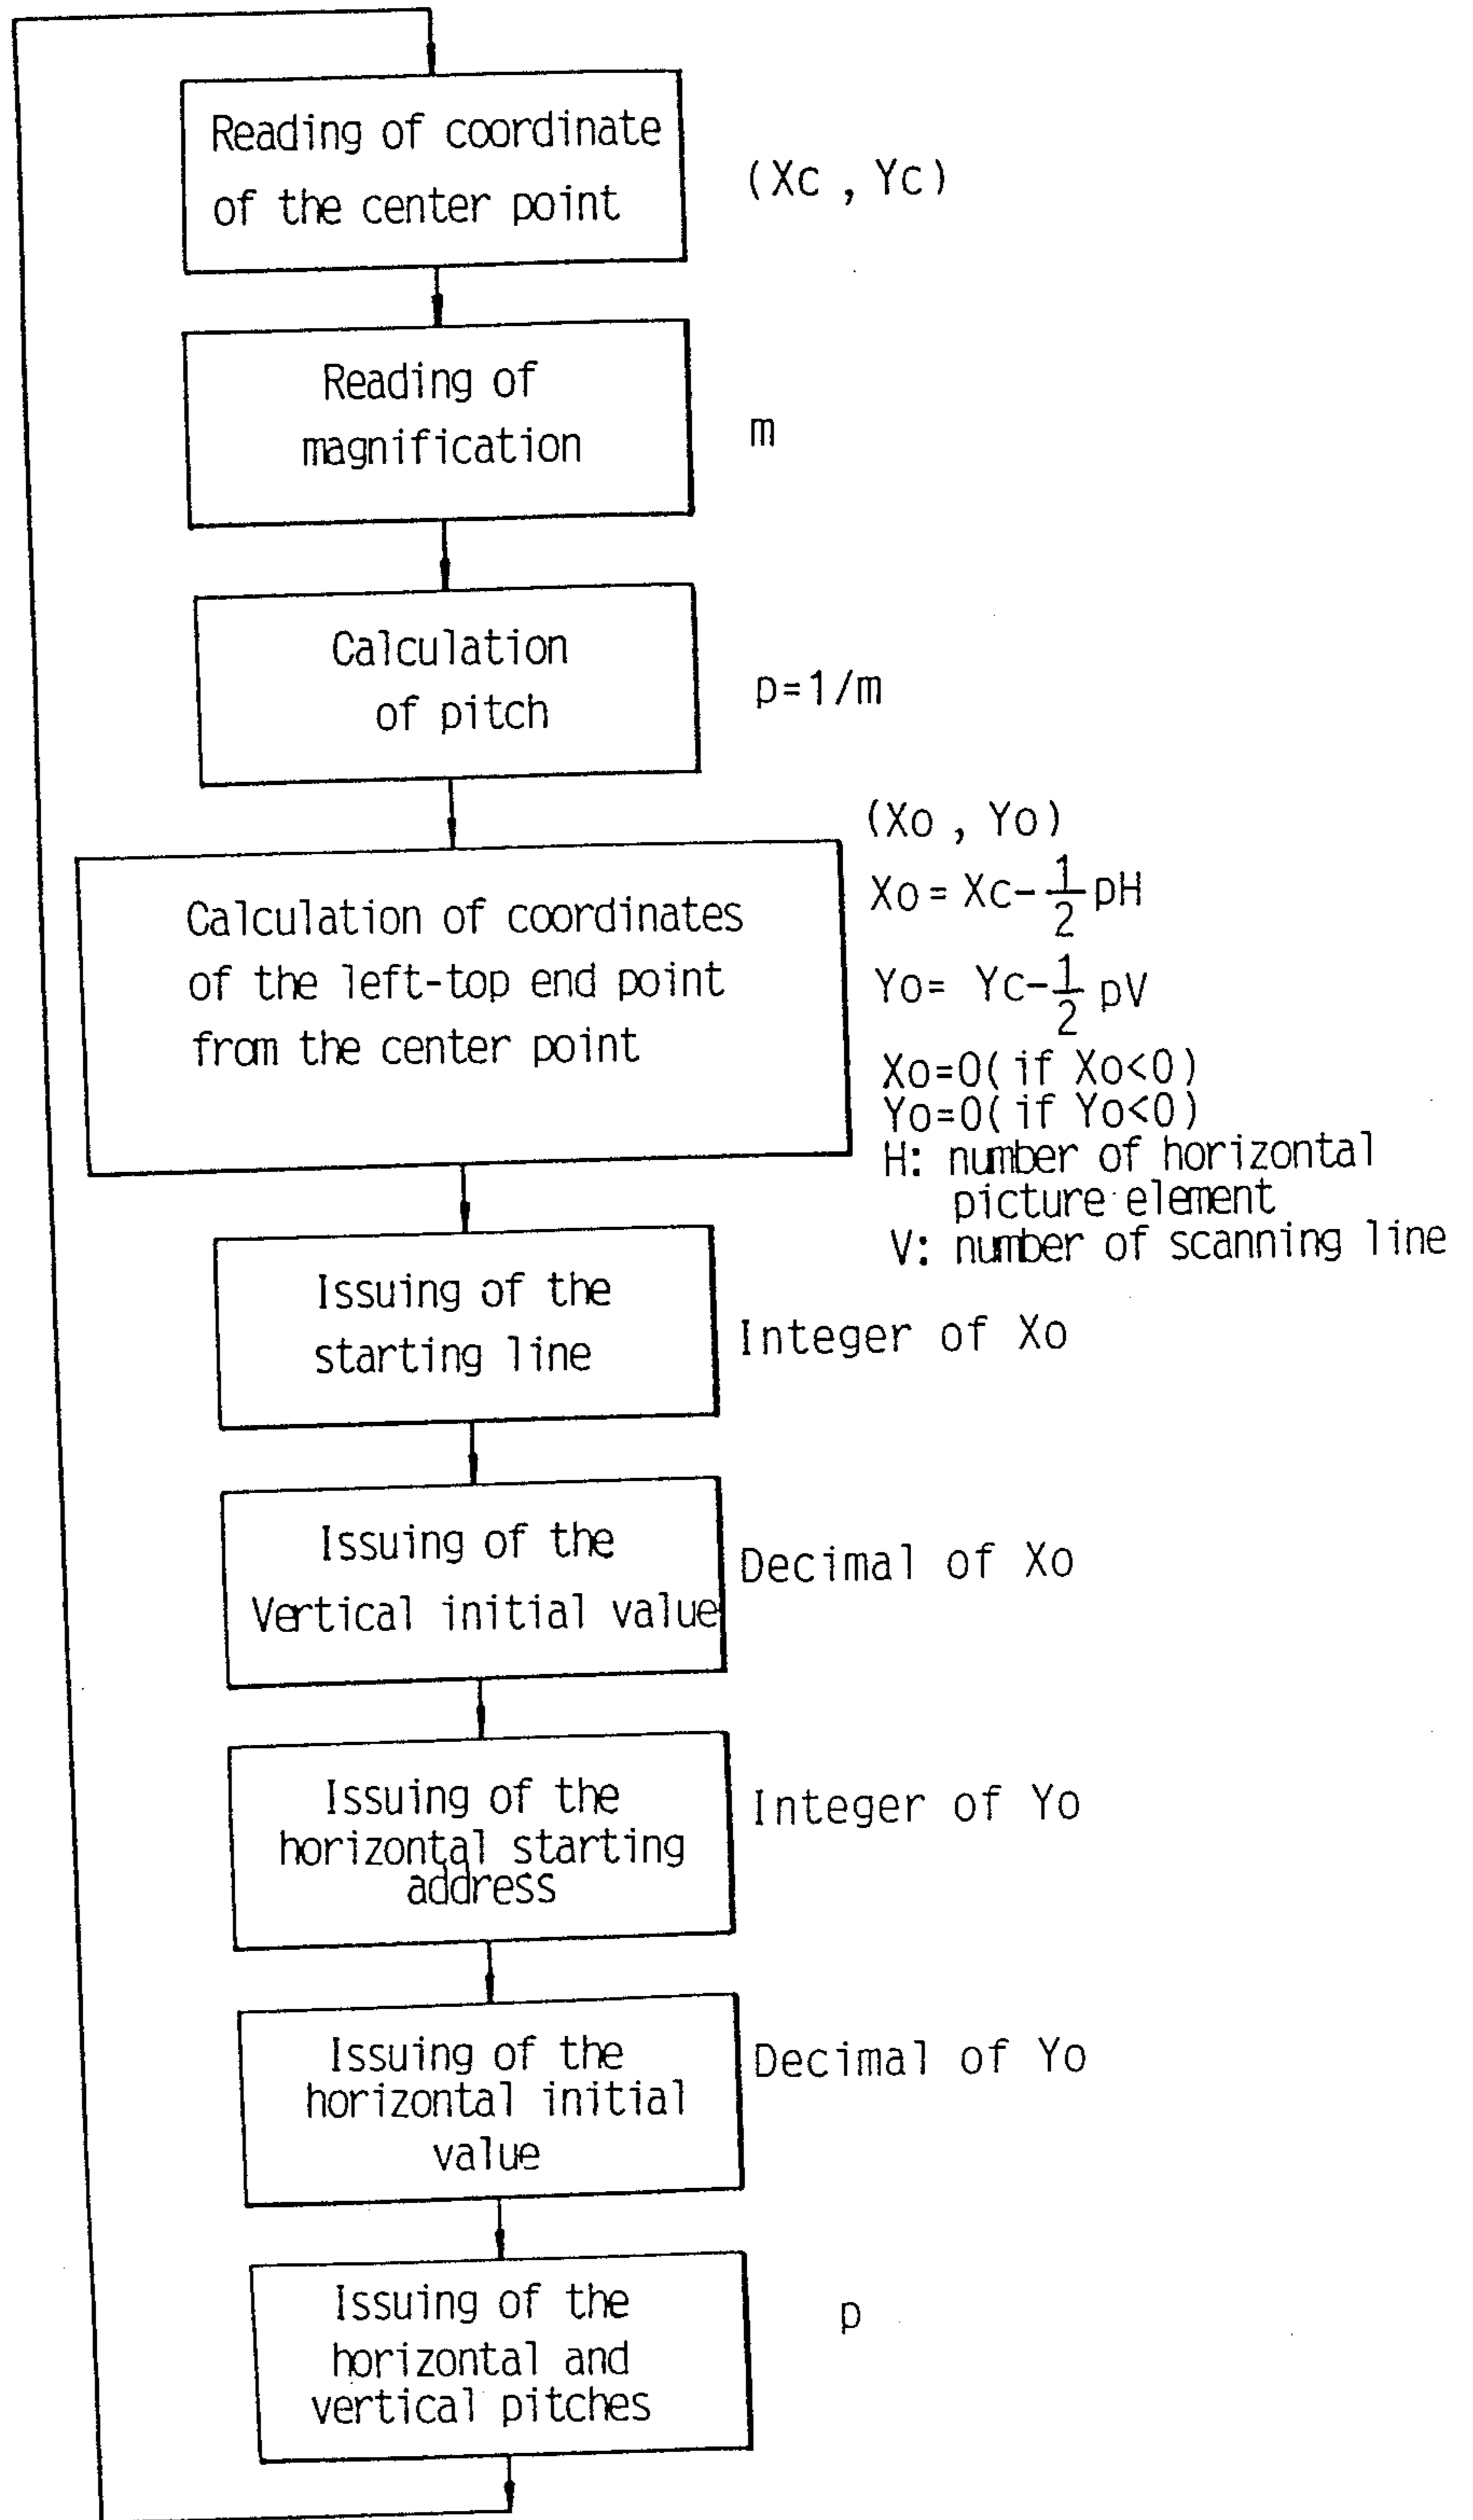 Reading of coordinate
of the center point
(Xc , Yc)
Reading of
magnification
m
Calculation
of pitch
p=1/m
Calculation of coordinates
of the left-top end point
from the center point
(Xo , Yo)
Xo = Xc-1/2 pH
Yo= Yc-1/2 pV
Xo=0( if Xo<0)
Yo=0( if Yo<0)
H: number of horizontal
picture element
V: number of scanning line
Issuing of the
starting line
Integer of Xo
Issuing of the
Vertical initial value
Decimal of Xo
Issuing of the
horizontal starting
address
Integer of Yo
Issuing of the
horizontal initial
value
Decimal of Yo
Issuing of the
horizontal and
vertical pitches
p